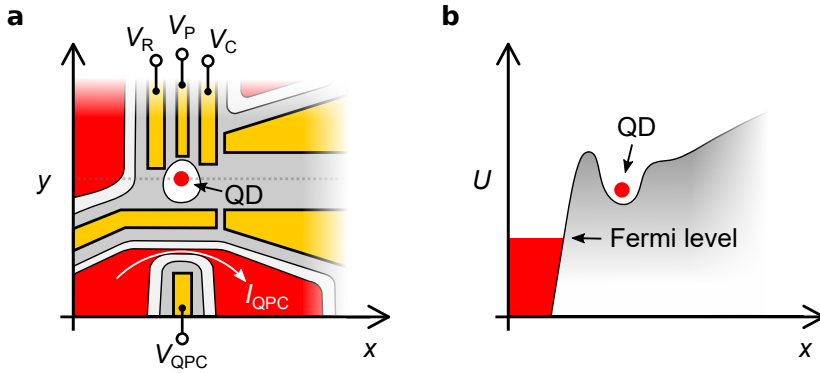 a
V_R
V_P
V_C
y
QD
I_QPC
V_QPC
x
b
U
QD
Fermi level
x